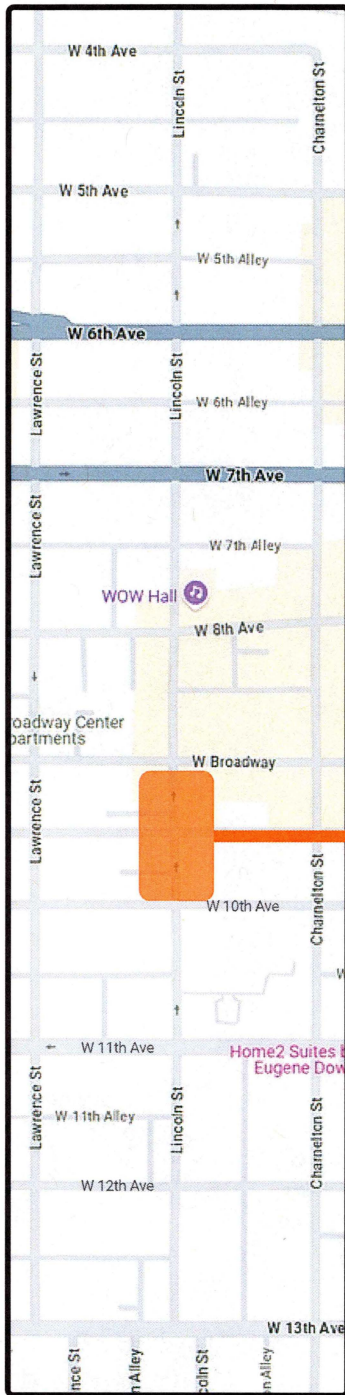 W 4th Ave
Lincoln St
Charnelton St
W 5th Ave
W 5th Alley
W 6th Ave
Lawrence St
Lincoln St
W 6th Alley
W 7th Ave
Lawrence St
W 7th Alley
WOW Hall
W 8th Ave
roadway Center
partments
W Broadway
Lawrence St
Charnelton St
W 10th Ave
W
W 11th Ave
Home2 Suites b
Eugene Dow
Lawrence St
W 11th Alley
Lincoln St
Charnelton St
W 12th Ave
W 13th Ave
nce St
n Alley
coln St
on Alley